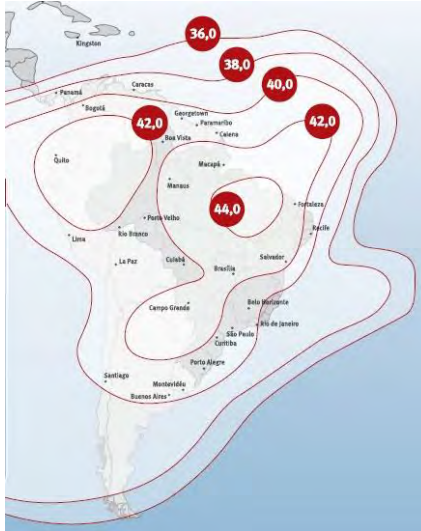 36,0
Kingston
38,0
40,0
Panamá
Caracas
Bogotá
Georgetown
42,0
Paramaribo
42,0
Caiena
Boa Vista
Quito
Macapá
Manaus
44,0
Fortaleza
Porto Velho
Lima
Rio Branco
Recife
La Paz
Cuiabá
Salvador
Brasília
Campo Grande
Belo Horizonte
São Paulo
Rio de Janeiro
Curitiba
Porto Alegre
Santiago
Montevidéo
Buenos Aires